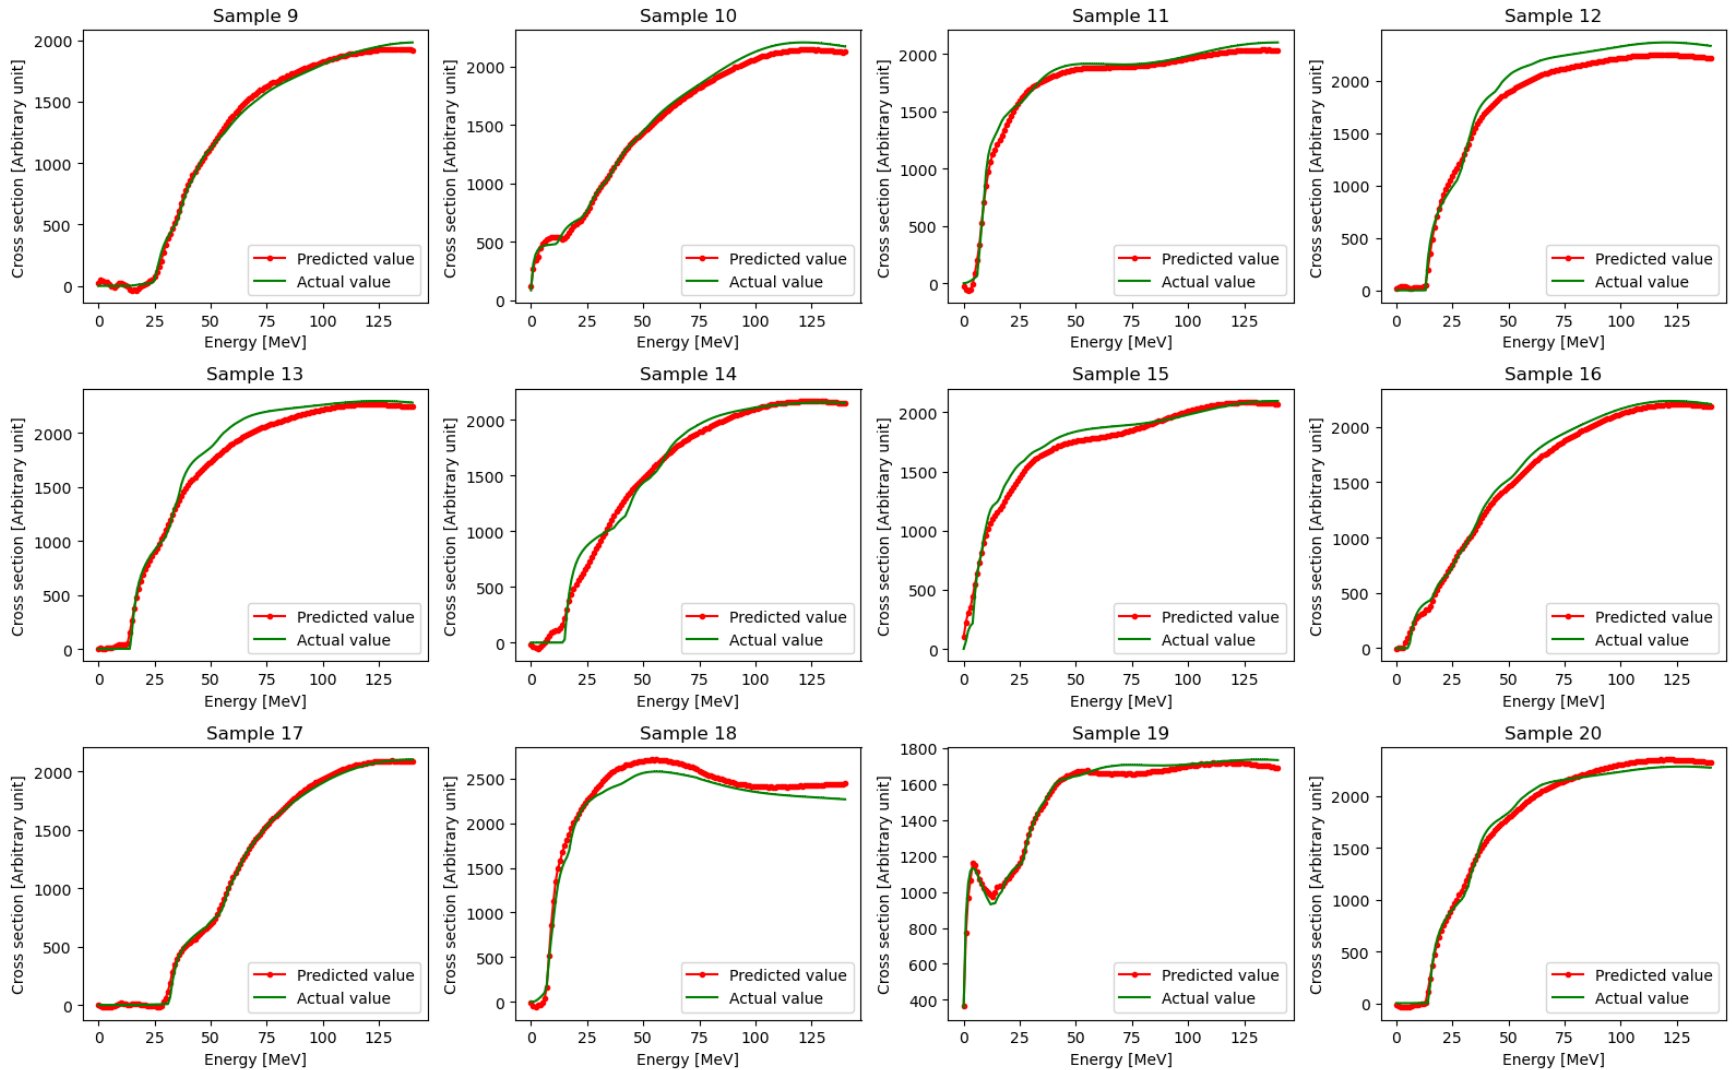 Sample 9
Cross section [Arbitrary unit]
2000
1500
1000
500
0
Predicted value
Actual value
0 25 50 75 100 125
Energy [MeV]
Sample 10
Cross section [Arbitrary unit]
2000
1500
1000
500
0
Predicted value
Actual value
0 25 50 75 100 125
Energy [MeV]
Sample 11
Cross section [Arbitrary unit]
2000
1500
1000
500
0
Predicted value
Actual value
0 25 50 75 100 125
Energy [MeV]
Sample 12
Cross section [Arbitrary unit]
2000
1500
1000
500
0
Predicted value
Actual value
0 25 50 75 100 125
Energy [MeV]
Sample 13
Cross section [Arbitrary unit]
2000
1500
1000
500
0
Predicted value
Actual value
0 25 50 75 100 125
Energy [MeV]
Sample 14
Cross section [Arbitrary unit]
2000
1500
1000
500
0
Predicted value
Actual value
0 25 50 75 100 125
Energy [MeV]
Sample 15
Cross section [Arbitrary unit]
2000
1500
1000
500
0
Predicted value
Actual value
0 25 50 75 100 125
Energy [MeV]
Sample 16
Cross section [Arbitrary unit]
2000
1500
1000
500
0
Predicted value
Actual value
0 25 50 75 100 125
Energy [MeV]
Sample 17
Cross section [Arbitrary unit]
2000
1500
1000
500
0
Predicted value
Actual value
0 25 50 75 100 125
Energy [MeV]
Sample 18
Cross section [Arbitrary unit]
2500
2000
1500
1000
500
0
Predicted value
Actual value
0 25 50 75 100 125
Energy [MeV]
Sample 19
Cross section [Arbitrary unit]
1800
1600
1400
1200
1000
800
600
400
Predicted value
Actual value
0 25 50 75 100 125
Energy [MeV]
Sample 20
Cross section [Arbitrary unit]
2000
1500
1000
500
0
Predicted value
Actual value
0 25 50 75 100 125
Energy [MeV]